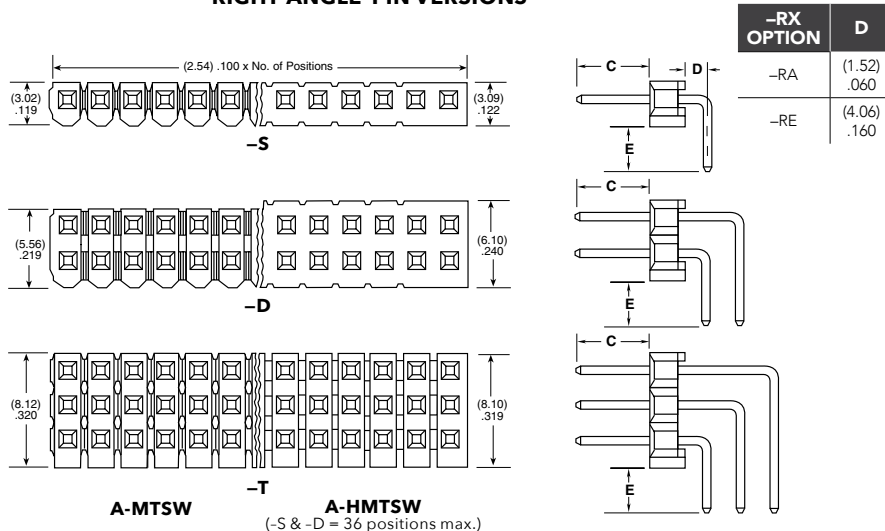 RIGHT-ANGLE PIN VERSIONS
–RX OPTION D
–RA (1.52) .060
–RE (4.06) .160
(2.54) .100 x No. of Positions
(3.02) .119
(3.09) .122
–S
C
D
E
(5.56) .219
(6.10) .240
–D
C
E
(8.12) .320
(8.10) .319
–T
C
E
A-MTSW
A-HMTSW
(–S & –D = 36 positions max.)